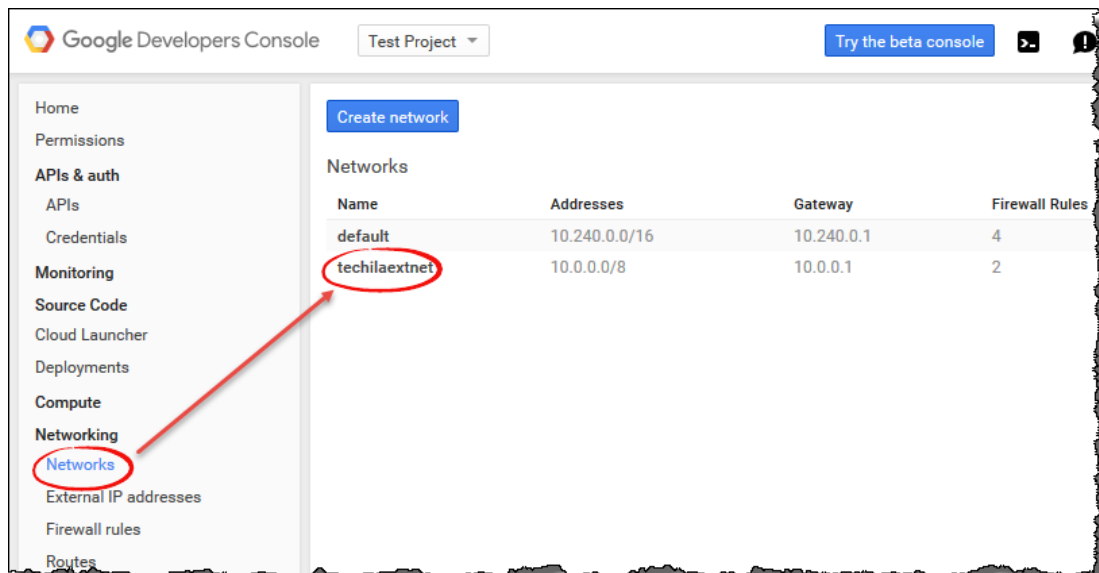 Google Developers Console
Test Project
Try the beta console
Home
Permissions
APIs & auth
APIs
Credentials
Monitoring
Source Code
Cloud Launcher
Deployments
Compute
Networking
Networks
External IP addresses
Firewall rules
Routes
Create network
Networks
Name Addresses Gateway Firewall Rules
default 10.240.0.0/16 10.240.0.1 4
techilaextnet 10.0.0.0/8 10.0.0.1 2